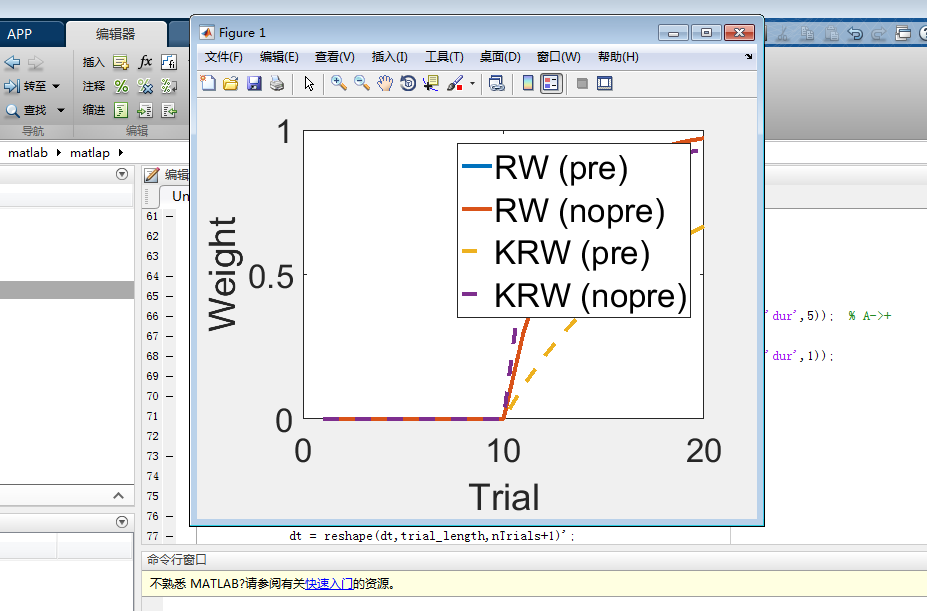 Figure 1
APP
编辑器
文件(F) 编辑(E) 查看(V) 插入(I) 工具(T) 桌面(D) 窗口(W) 帮助(H)
插入 fx
转至 注释 %
查找 缩进
导航 编辑
matlab matlap
编辑
Un
1
0.5
0
Weight
RW (pre)
RW (nopre)
KRW (pre)
KRW (nopre)
0 10 20
Trial
61
62
63
64
65
66 'dur',5)); % A->+
67
68 'dur',1));
69
70
71
72
73
74
75
76
77 dt = reshape(dt,trial_length,nTrials+1)';
命令行窗口
不熟悉 MATLAB?请参阅有关快速入门的资源。